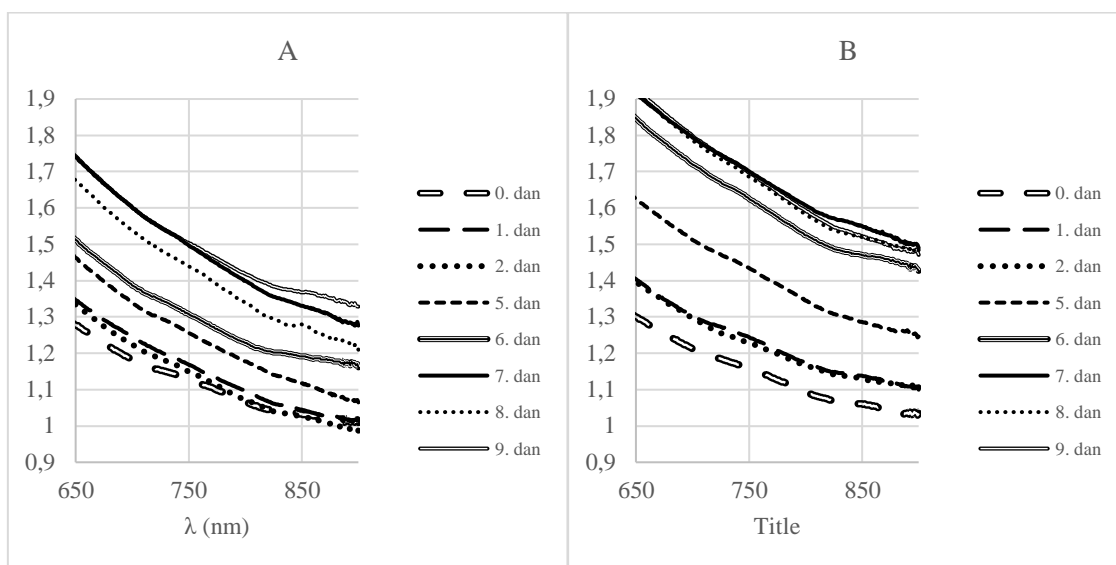 A
1,9
1,8
1,7
1,6
1,5
1,4
1,3
1,2
1,1
1
0,9
650 750 850
λ (nm)
0. dan
1. dan
2. dan
5. dan
6. dan
7. dan
8. dan
9. dan
B
1,9
1,8
1,7
1,6
1,5
1,4
1,3
1,2
1,1
1
0,9
650 750 850
Title
0. dan
1. dan
2. dan
5. dan
6. dan
7. dan
8. dan
9. dan